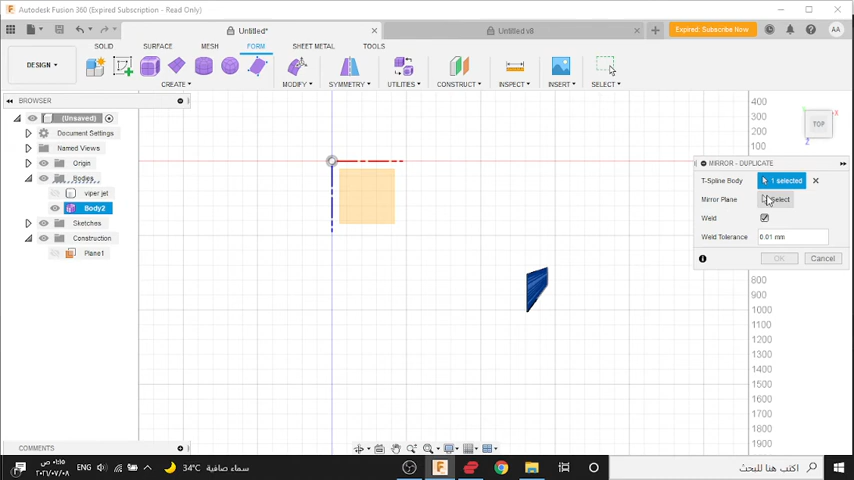 Autodesk Fusion 360 (Expired Subscription - Read Only)
Untitled*
Untitled v8
Expired: Subscribe Now
AA
DESIGN
SOLID
SURFACE
MESH
FORM
SHEET METAL
TOOLS
CREATE
MODIFY
SYMMETRY
UTILITIES
CONSTRUCT
INSPECT
INSERT
SELECT
BROWSER
(Unsaved)
Document Settings
Named Views
Origin
Bodies
viper jet
Body2
Sketches
Construction
Plane1
400
300
200
100
TOP
X
Z
MIRROR - DUPLICATE
T-Spline Body
1 selected
Mirror Plane
Select
Weld
Weld Tolerance
0.01 mm
OK
Cancel
800
900
1000
1100
1200
1300
1400
1500
1600
1700
1800
1900
COMMENTS
ENG
34°C
سماء صافية
اكتب هنا للبحث